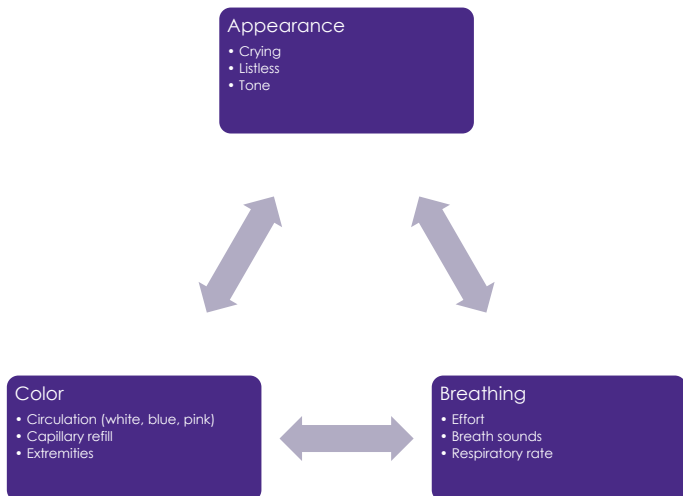 Appearance
• Crying
• Listless
• Tone
Color
• Circulation (white, blue, pink)
• Capillary refill
• Extremities
Breathing
• Effort
• Breath sounds
• Respiratory rate